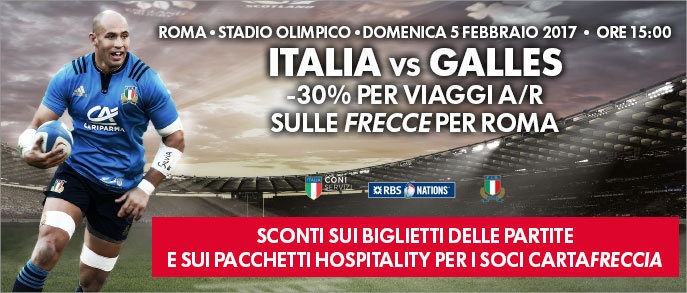 ROMA • STADIO OLIMPICO • DOMENICA 5 FEBBRAIO 2017 • ORE 15:00
ITALIA vs GALLES
-30% PER VIAGGI A/R
SULLE FRECCE PER ROMA
CA
CARIPARMA
ITALIA
CONI
SERVIZI
RBS 6 NATIONS
SCONTI SUI BIGLIETTI DELLE PARTITE
E SUI PACCHETTI HOSPITALITY PER I SOCI CARTAFRECCIA